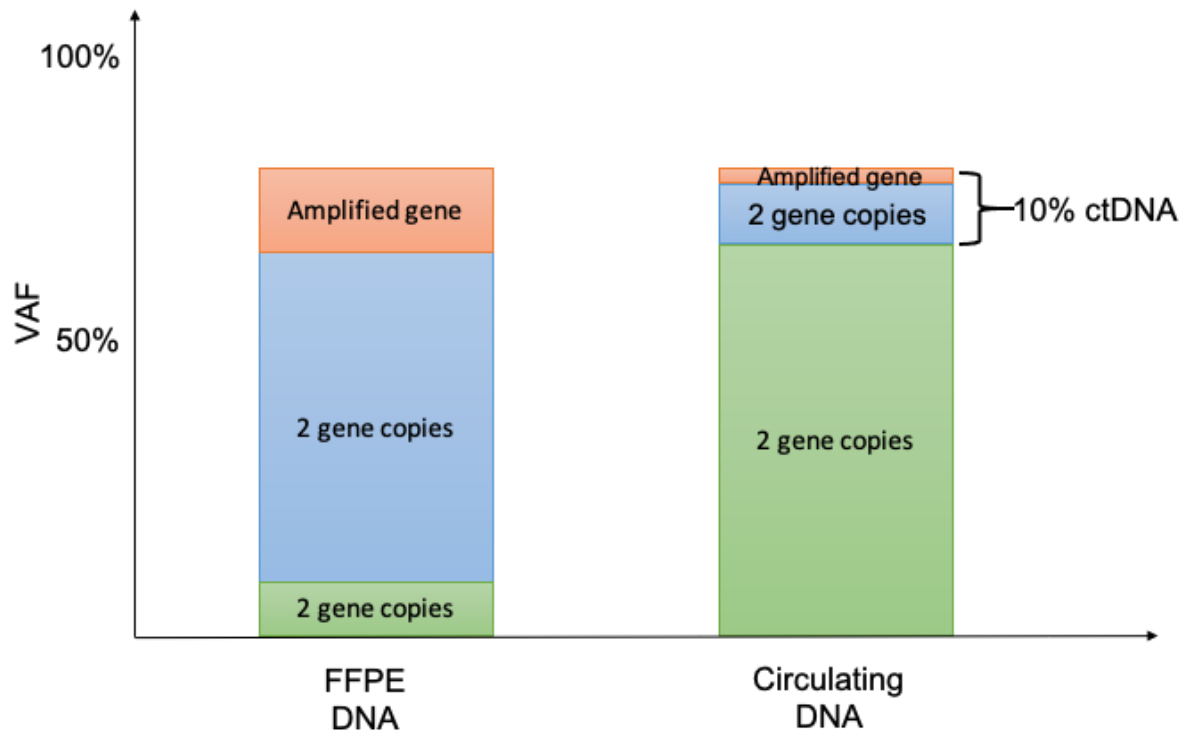 100%
Amplified gene
Amplified gene
2 gene copies
10% ctDNA
VAF
50%
2 gene copies
2 gene copies
2 gene copies
FFPE
DNA
Circulating
DNA